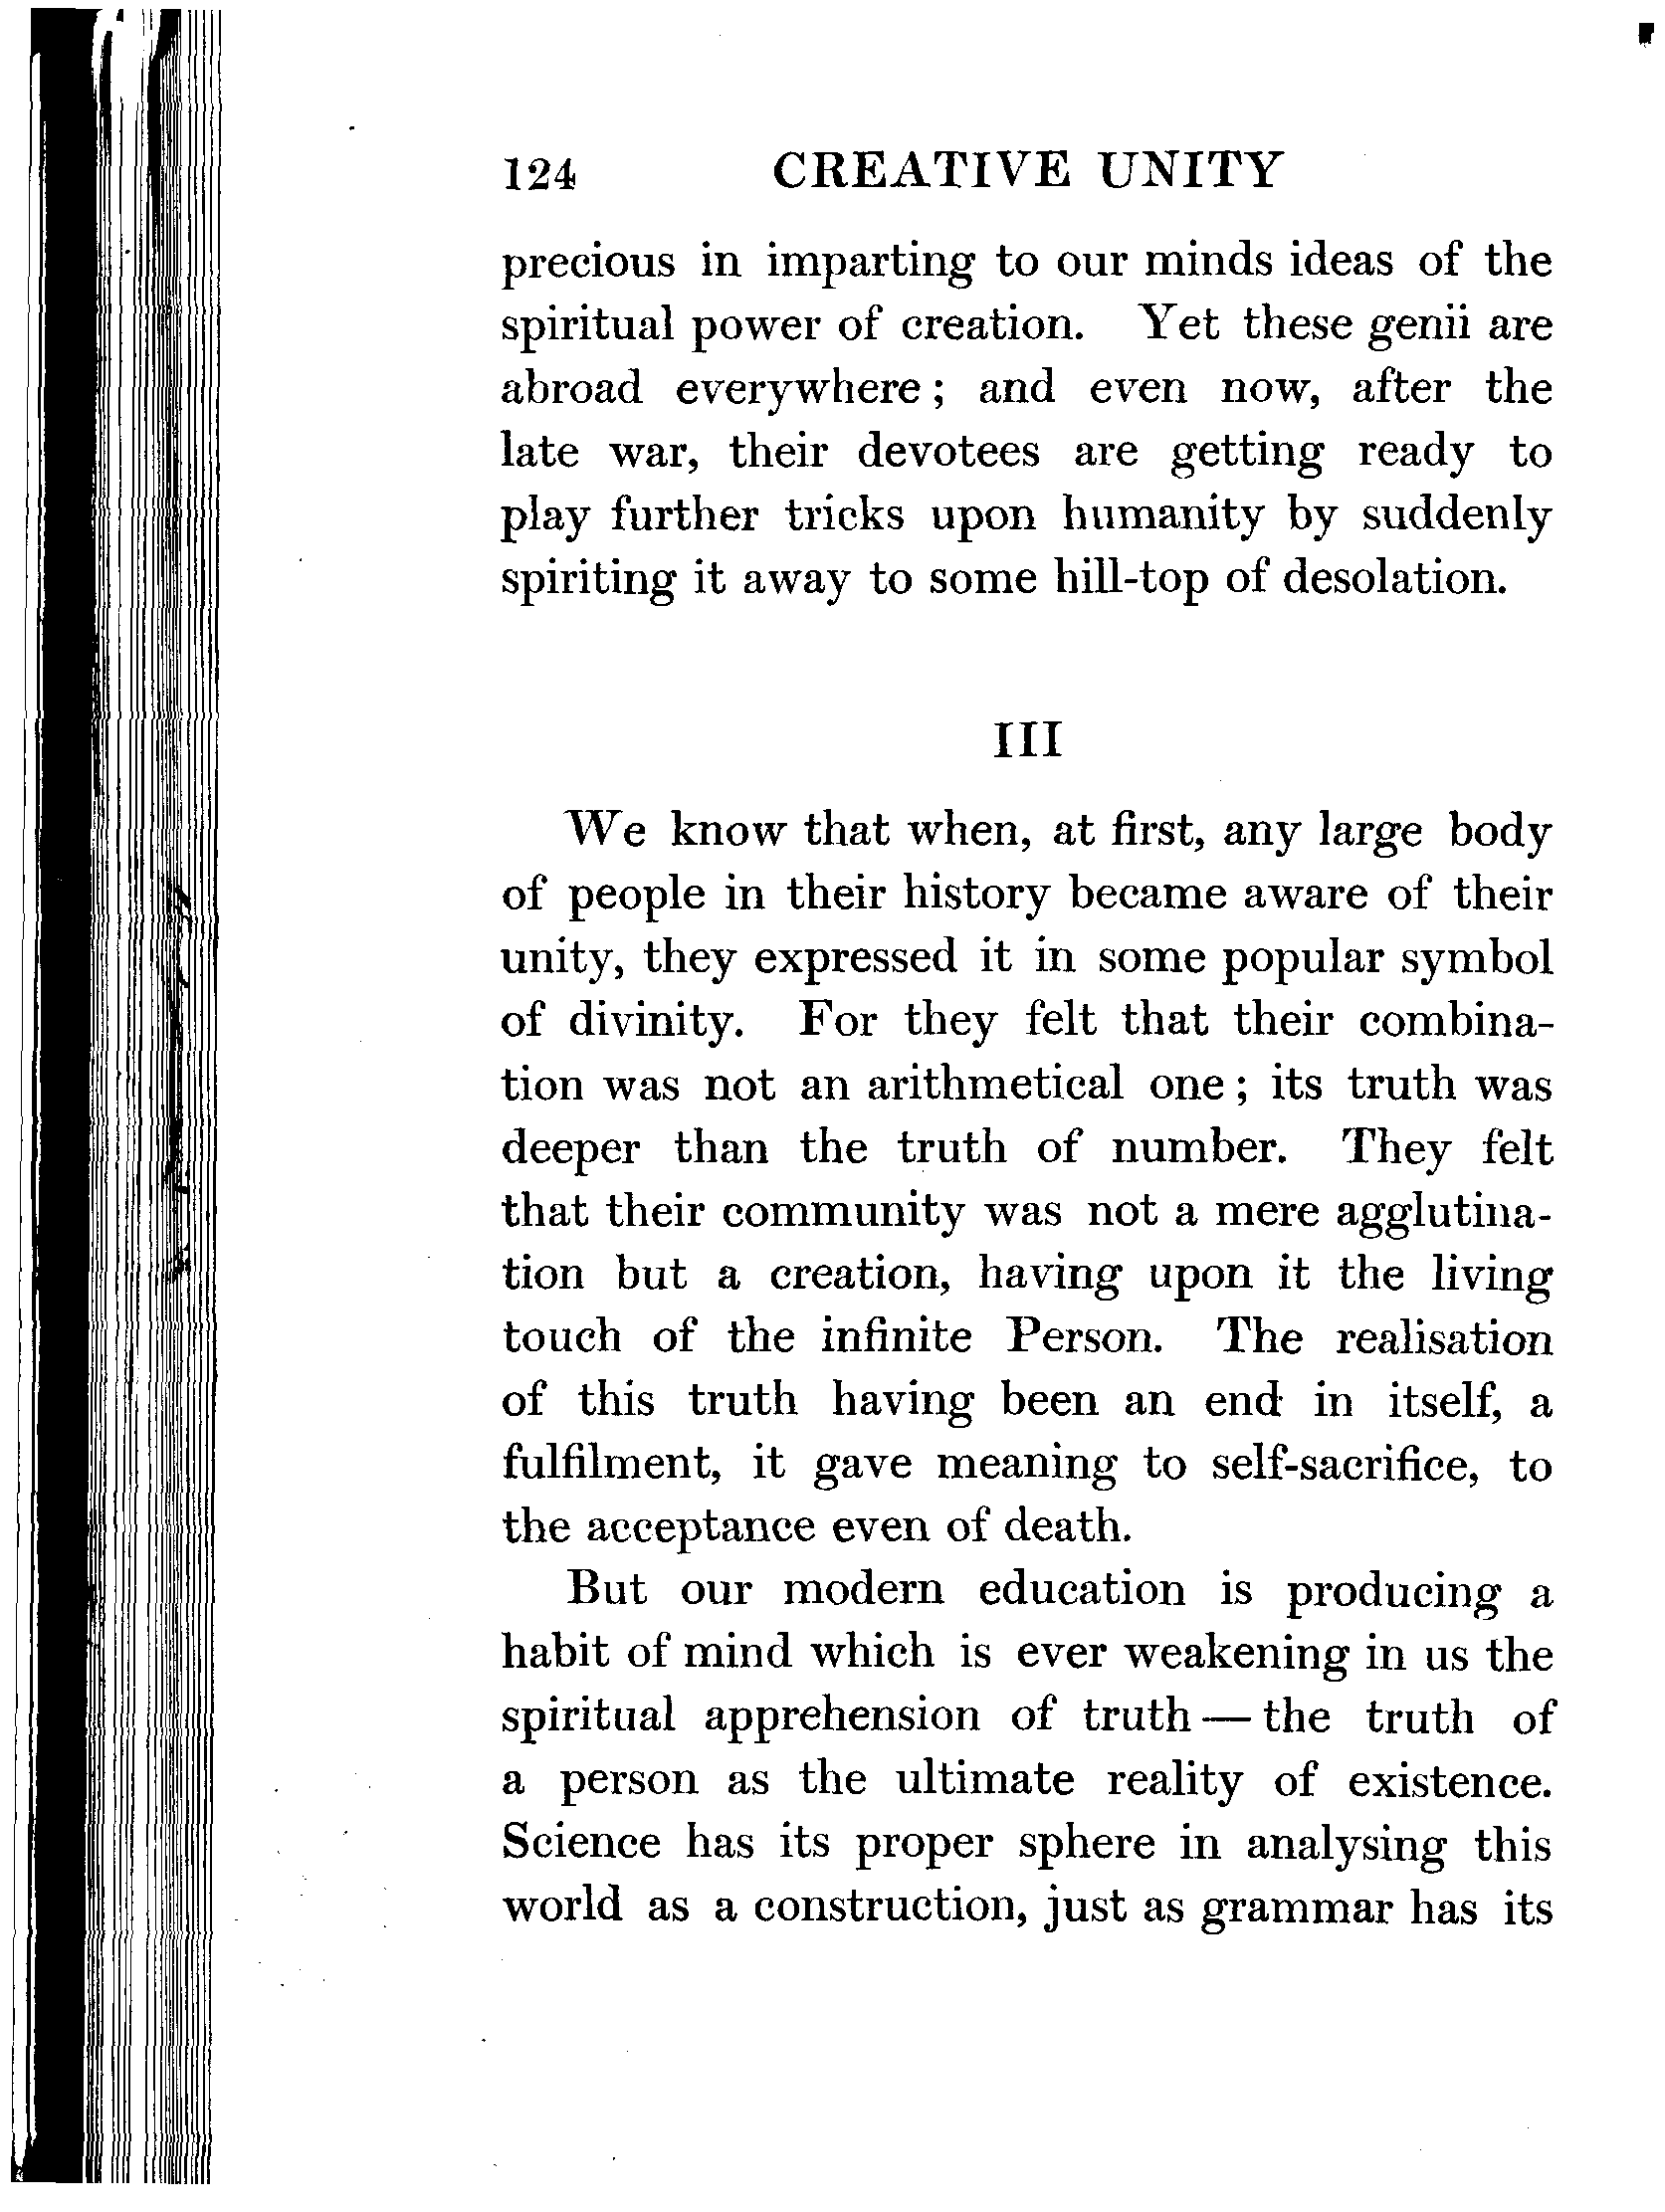 124 CREATIVE UNITY
precious in imparting to our minds ideas of the
spiritual power of creation. Yet these genii are
abroad everywhere; and even now, after the
late war, their devotees are getting ready to
play further tricks upon humanity by suddenly
spiriting it away to some hill-top of desolation.
III
We know that when, at first, any large body
of people in their history became aware of their
unity, they expressed it in some popular symbol
of divinity. For they felt that their combina-
tion was not an arithmetical one; its truth was
deeper than the truth of number. They felt
that their community was not a mere agglutina-
tion but a creation, having upon it the living
touch of the infinite Person. The realisation
of this truth having been an end in itself, a
fulfilment, it gave meaning to self-sacrifice, to
the acceptance even of death.
But our modern education is producing a
habit of mind which is ever weakening in us the
spiritual apprehension of truth—the truth of
a person as the ultimate reality of existence.
Science has its proper sphere in analysing this
world as a construction, just as grammar has its